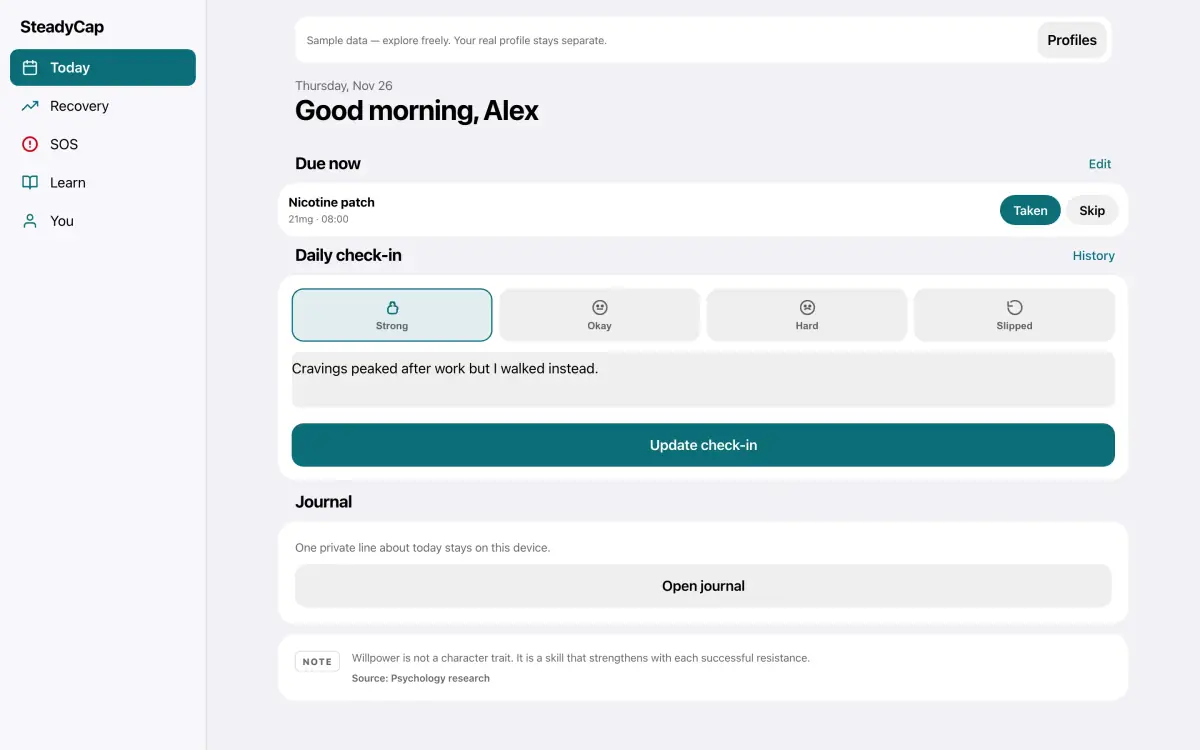 SteadyCap
Today
Recovery
SOS
Learn
You
Sample data — explore freely. Your real profile stays separate.
Profiles
Thursday, Nov 26
Good morning, Alex
Due now
Edit
Nicotine patch
21mg · 08:00
Taken
Skip
Daily check-in
History
Strong
Okay
Hard
Slipped
Cravings peaked after work but I walked instead.
Update check-in
Journal
One private line about today stays on this device.
Open journal
NOTE
Willpower is not a character trait. It is a skill that strengthens with each successful resistance.
Source: Psychology research